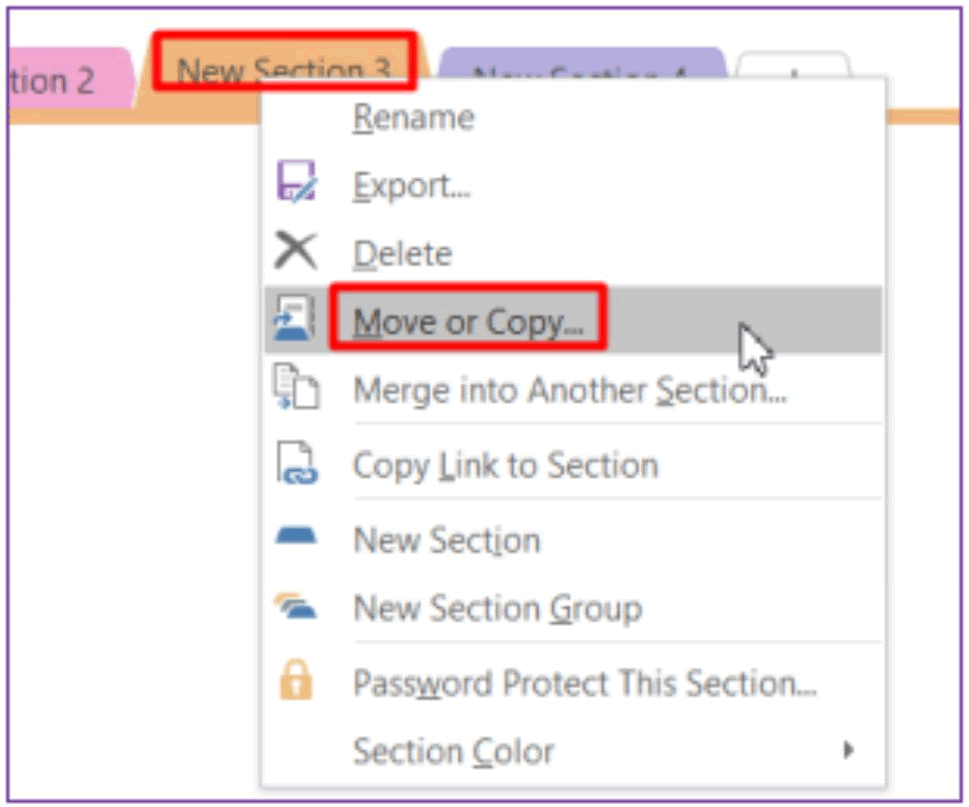 tion 2 New Section 3 New Section 4 +
Rename
Export...
Delete
Move or Copy...
Merge into Another Section...
Copy Link to Section
New Section
New Section Group
Password Protect This Section...
Section Color